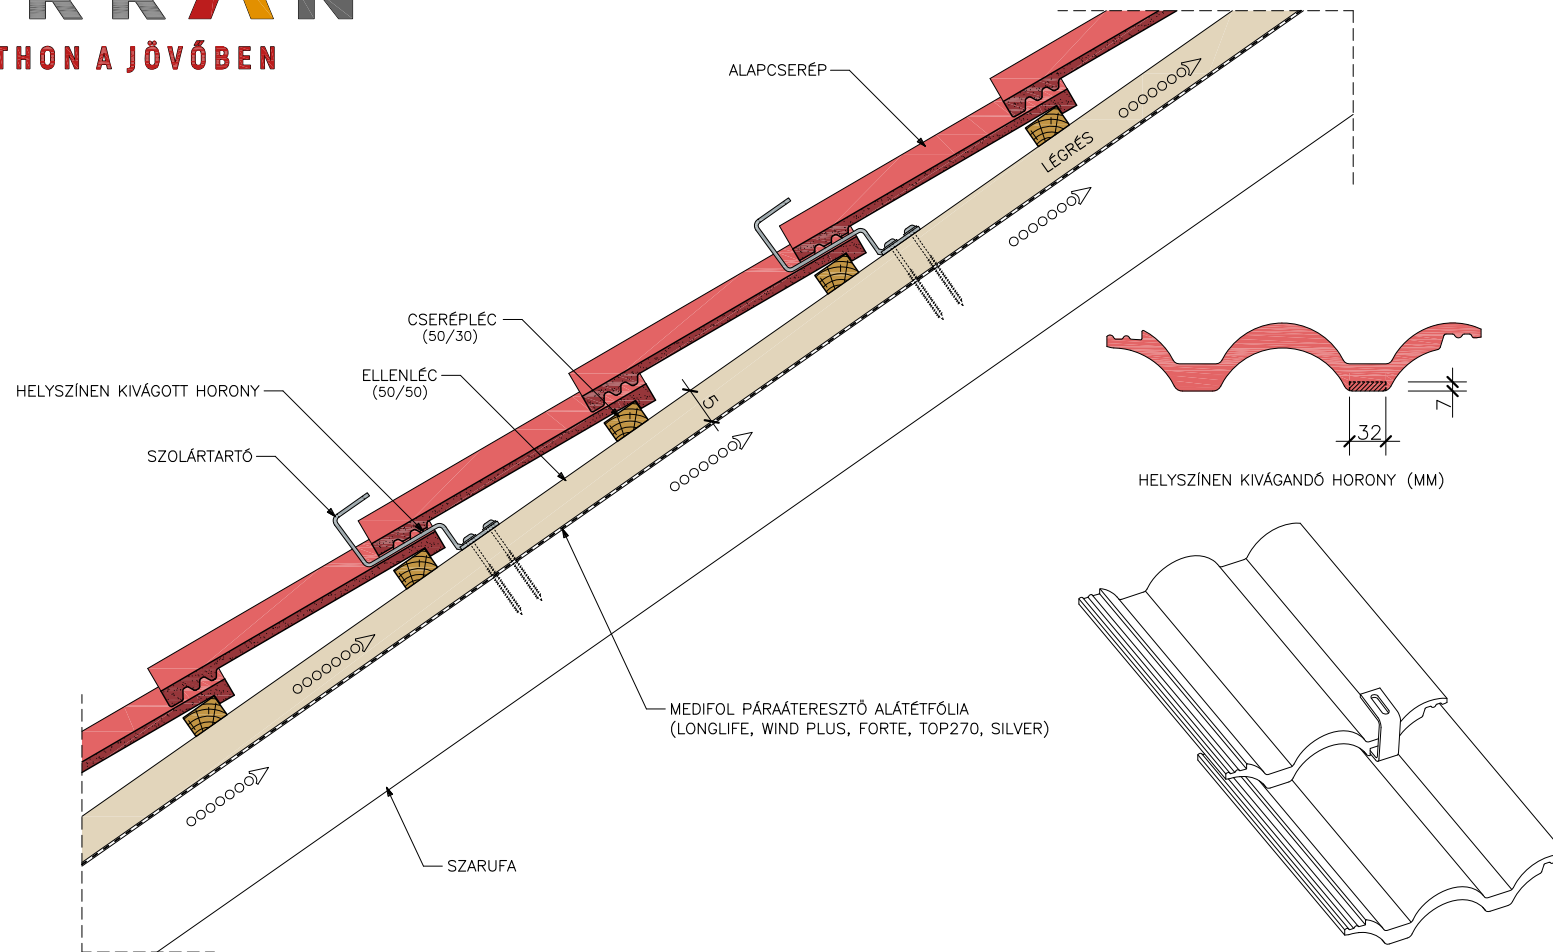 THON A JÖVŐBEN
ALAPCSERÉP
LÉGRÉS
CSERÉPLÉC
(50/30)
ELLENLÉC
(50/50)
HELYSZÍNEN KIVÁGOTT HORONY
SZOLÁRTARTÓ
5
7
32
HELYSZÍNEN KIVÁGANDÓ HORONY (MM)
MEDIFOL PÁRAÁTERESZTŐ ALÁTÉTFÓLIA
(LONGLIFE, WIND PLUS, FORTE, TOP270, SILVER)
SZARUFA